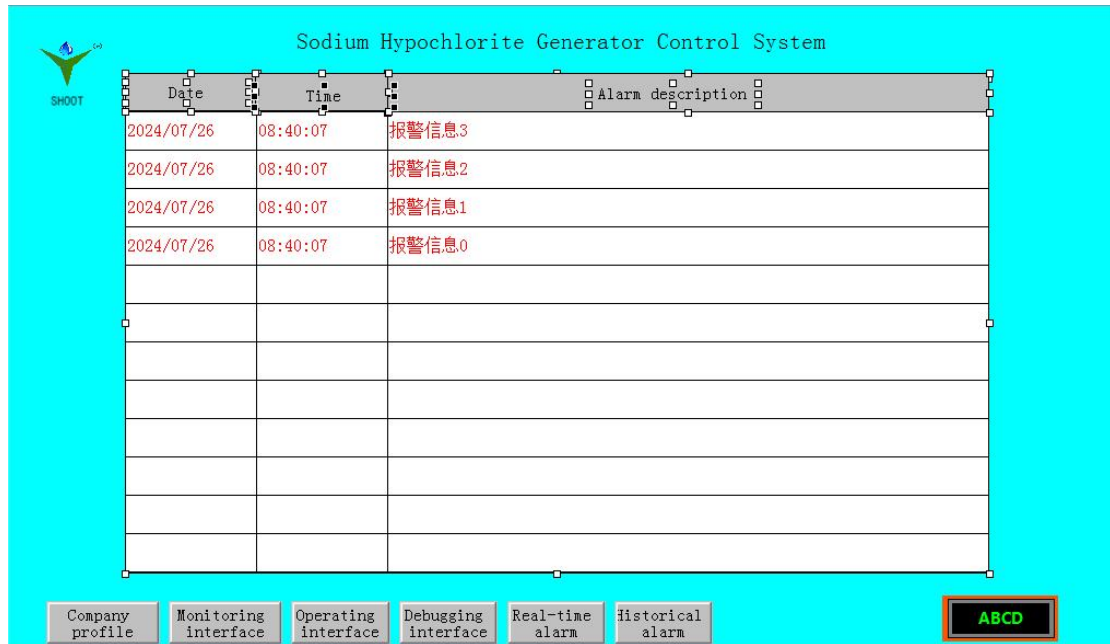 Sodium Hypochlorite Generator Control System
SHOOT
Date Time Alarm description
2024/07/26 08:40:07 报警信息3
2024/07/26 08:40:07 报警信息2
2024/07/26 08:40:07 报警信息1
2024/07/26 08:40:07 报警信息0
Company profile
Monitoring interface
Operating interface
Debugging interface
Real-time alarm
Historical alarm
ABCD